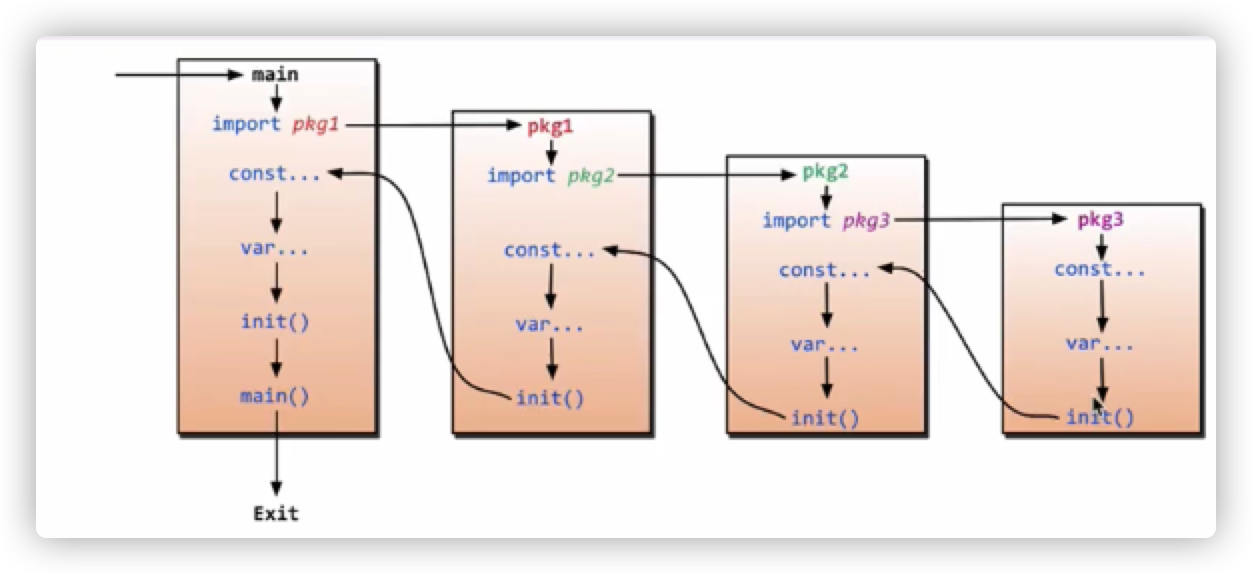 main
import pkg1
const...
var...
init()
main()
Exit
pkg1
import pkg2
const...
var...
init()
pkg2
import pkg3
const...
var...
init()
pkg3
const...
var...
init()